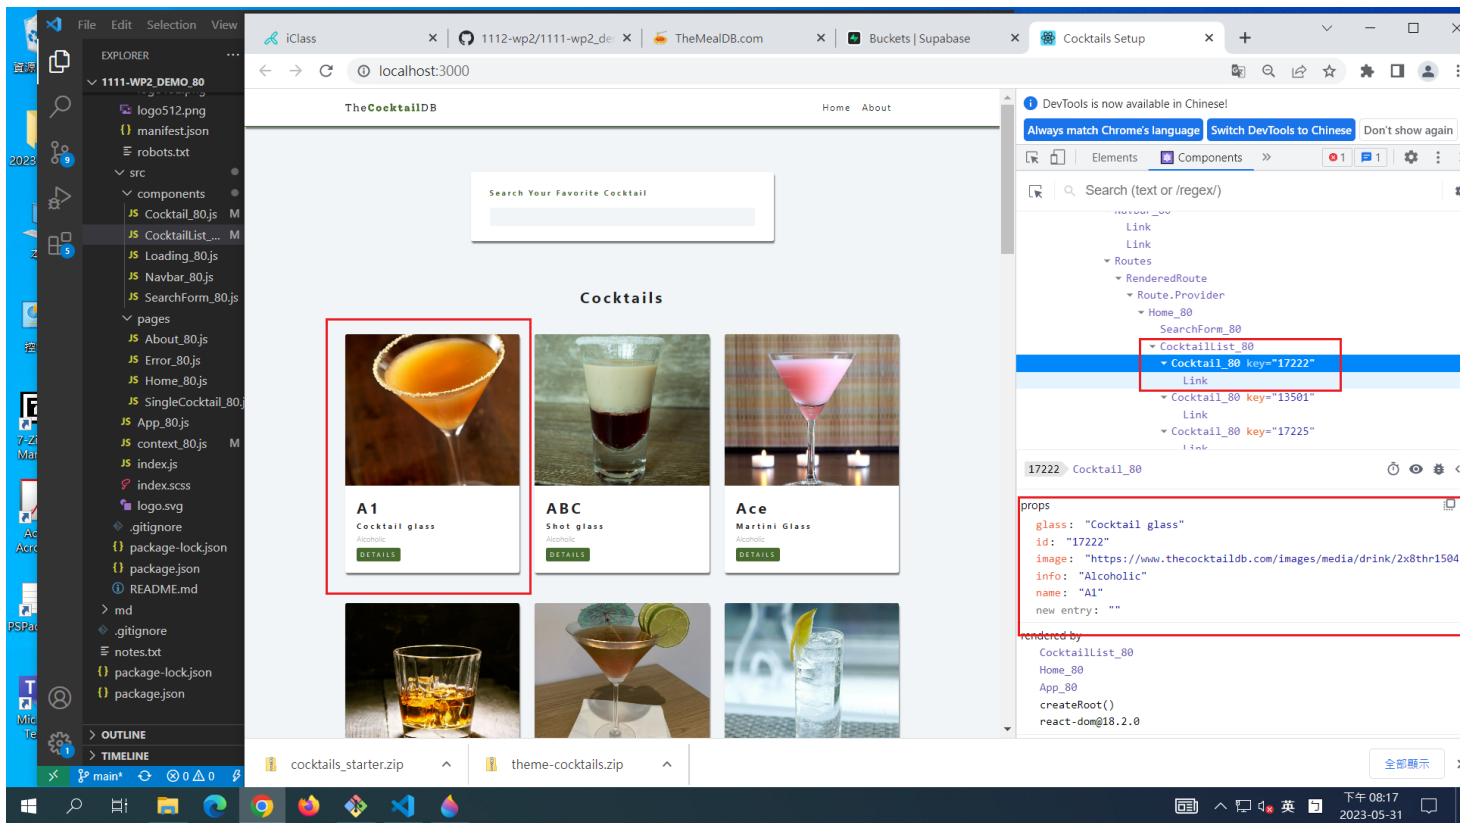 File Edit Selection View
iClass
1112-wp2/1111-wp2_de
TheMealDB.com
Buckets | Supabase
Cocktails Setup
localhost:3000
EXPLORER
1111-WP2_DEMO_80
logo512.png
manifest.json
robots.txt
src
components
Cocktail_80.js M
CocktailList_... M
Loading_80.js
Navbar_80.js
SearchForm_80.js
pages
About_80.js
Error_80.js
Home_80.js
SingleCocktail_80.j
App_80.js
context_80.js M
index.js
index.scss
logo.svg
.gitignore
package-lock.json
package.json
README.md
md
.gitignore
notes.txt
package-lock.json
package.json
OUTLINE
TIMELINE
main* 0 0
TheCocktailDB
Home About
Search Your Favorite Cocktail
Cocktails
A1
Cocktail glass
Alcoholic
DETAILS
ABC
Shot glass
Alcoholic
DETAILS
Ace
Martini Glass
Alcoholic
DETAILS
DevTools is now available in Chinese!
Always match Chrome's language Switch DevTools to Chinese Don't show again
Elements Components 1 1
Search (text or /regex/)
NavBar_80
Link
Link
Routes
RenderedRoute
Route.Provider
Home_80
SearchForm_80
CocktailList_80
Cocktail_80 key="17222"
Link
Cocktail_80 key="13501"
Link
Cocktail_80 key="17225"
Link
17222 Cocktail_80
props
glass: "Cocktail glass"
id: "17222"
image: "https://www.thecocktaildb.com/images/media/drink/2x8thr1504
info: "Alcoholic"
name: "A1"
new entry: ""
rendered by
CocktailList_80
Home_80
App_80
createRoot()
react-dom@18.2.0
cocktails_starter.zip
theme-cocktails.zip
全部顯示
英
下午 08:17
2023-05-31